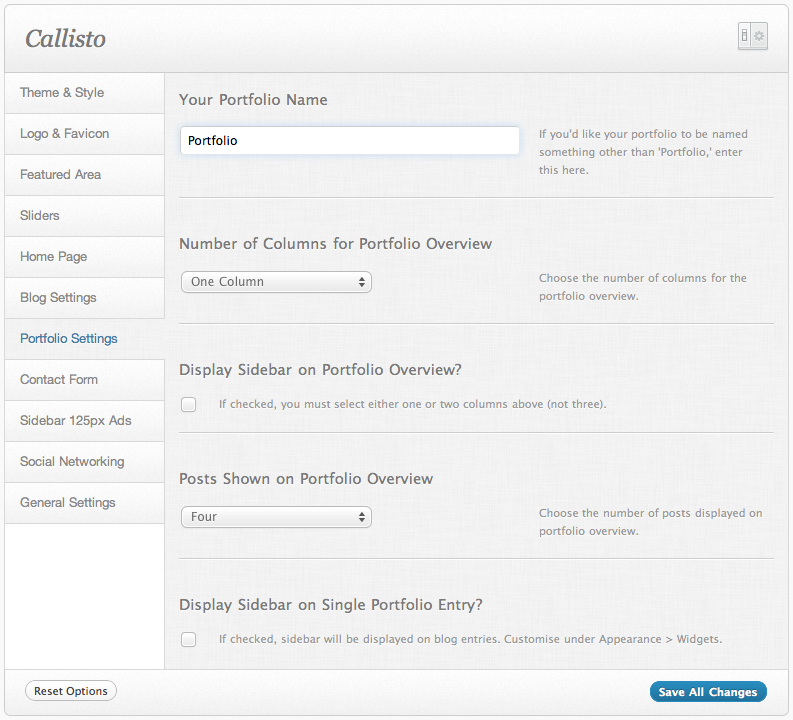 Callisto
Theme & Style
Logo & Favicon
Featured Area
Sliders
Home Page
Blog Settings
Portfolio Settings
Contact Form
Sidebar 125px Ads
Social Networking
General Settings
Your Portfolio Name
Portfolio
If you'd like your portfolio to be named
something other than 'Portfolio,' enter
this here.
Number of Columns for Portfolio Overview
One Column
Choose the number of columns for the
portfolio overview.
Display Sidebar on Portfolio Overview?
If checked, you must select either one or two columns above (not three).
Posts Shown on Portfolio Overview
Four
Choose the number of posts displayed on
portfolio overview.
Display Sidebar on Single Portfolio Entry?
If checked, sidebar will be displayed on blog entries. Customise under Appearance > Widgets.
Reset Options
Save All Changes